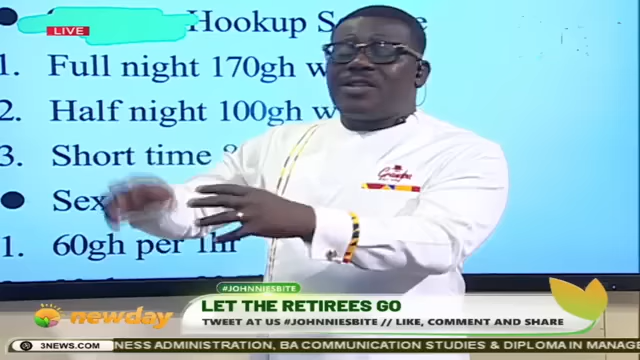 LIVE
Hookup
1. Full night 170gh
2. Half night 100gh
3. Short time
Sex
1. 60gh per 1hr
Grandpa
#JOHNNIESBITE
LET THE RETIREES GO
newday
TWEET AT US #JOHNNIESBITE // LIKE, COMMENT AND SHARE
3NEWS.COM
NESS ADMINISTRATION, BA COMMUNICATION STUDIES & DIPLOMA IN MANAG